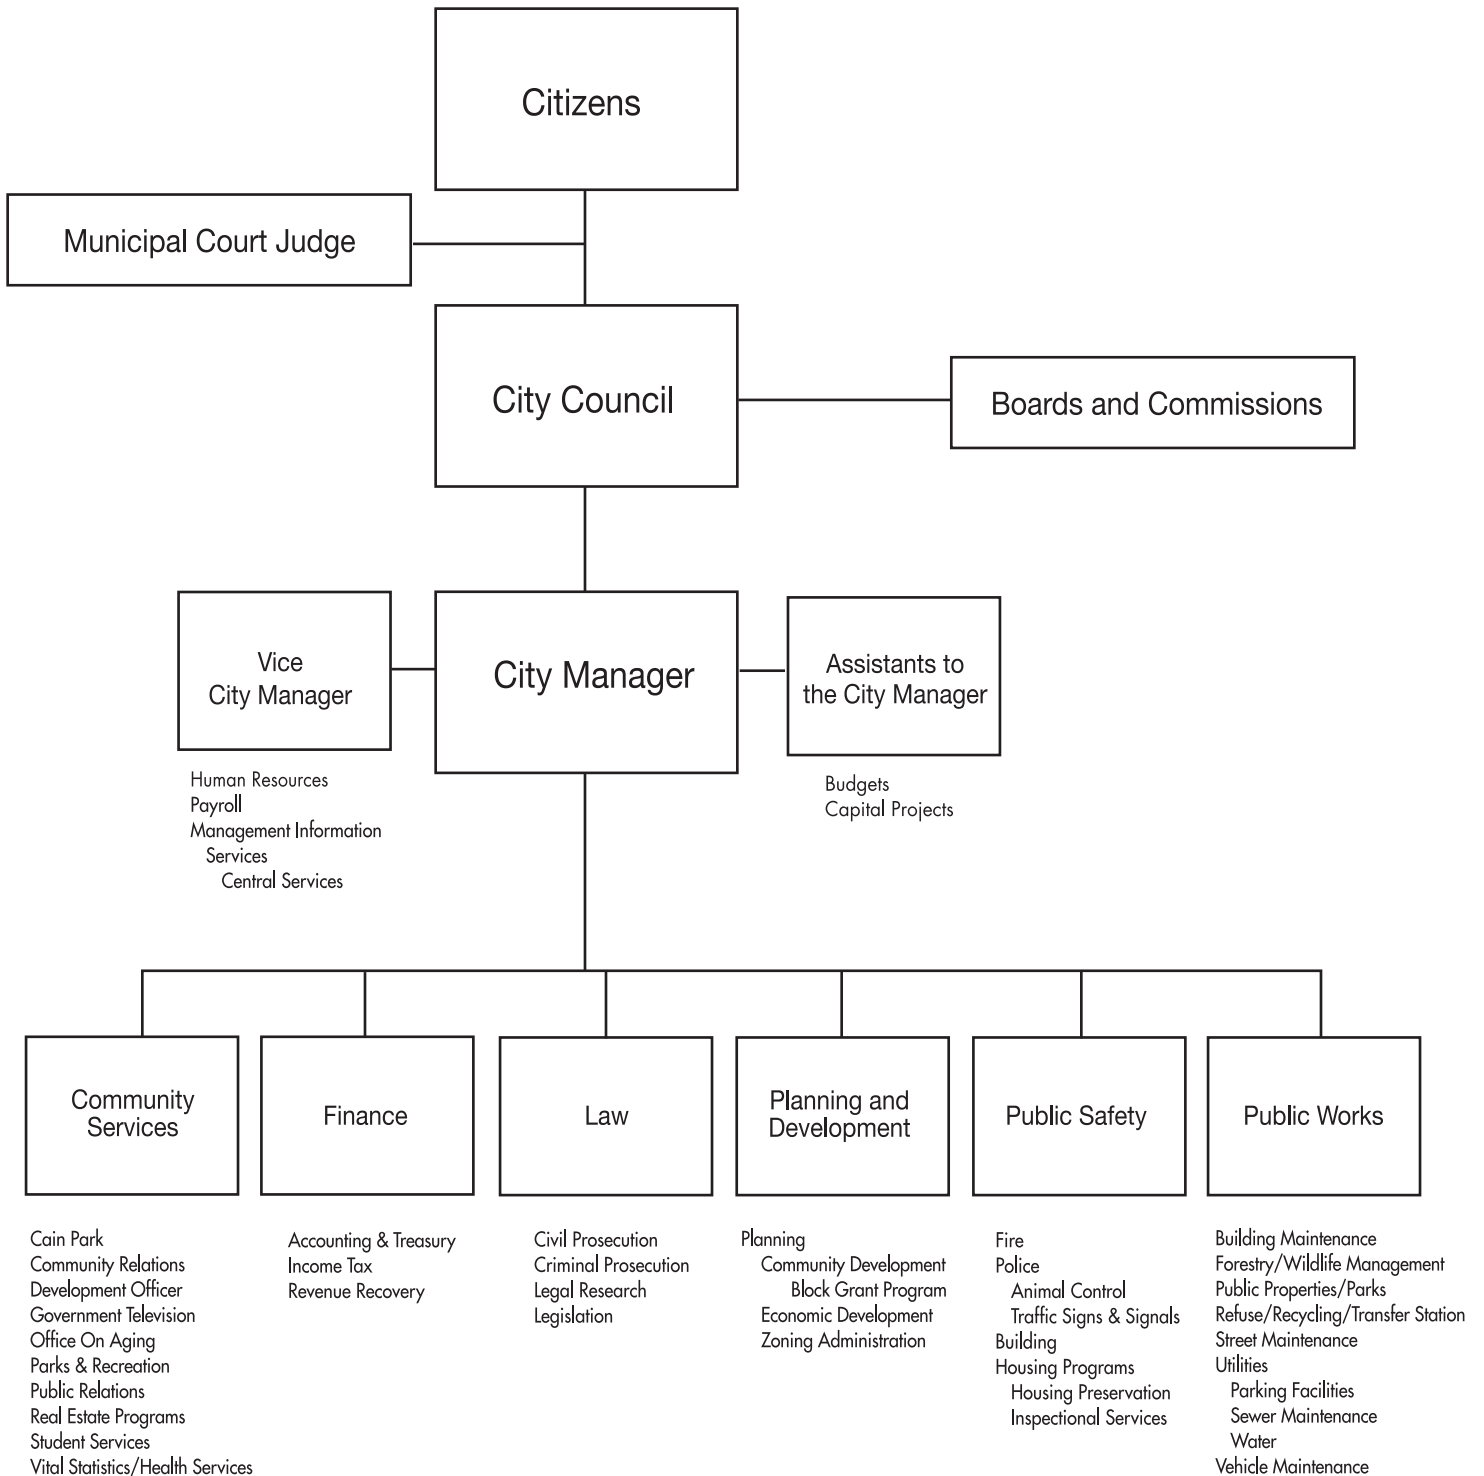 Citizens
Municipal Court Judge
City Council
Boards and Commissions
Vice
City Manager
City Manager
Assistants to
the City Manager
Human Resources
Payroll
Management Information
Services
Central Services
Budgets
Capital Projects
Community
Services
Finance
Law
Planning and
Development
Public Safety
Public Works
Cain Park
Community Relations
Development Officer
Government Television
Office On Aging
Parks & Recreation
Public Relations
Real Estate Programs
Student Services
Vital Statistics/Health Services
Accounting & Treasury
Income Tax
Revenue Recovery
Civil Prosecution
Criminal Prosecution
Legal Research
Legislation
Planning
Community Development
Block Grant Program
Economic Development
Zoning Administration
Fire
Police
Animal Control
Traffic Signs & Signals
Building
Housing Programs
Housing Preservation
Inspectional Services
Building Maintenance
Forestry/Wildlife Management
Public Properties/Parks
Refuse/Recycling/Transfer Station
Street Maintenance
Utilities
Parking Facilities
Sewer Maintenance
Water
Vehicle Maintenance